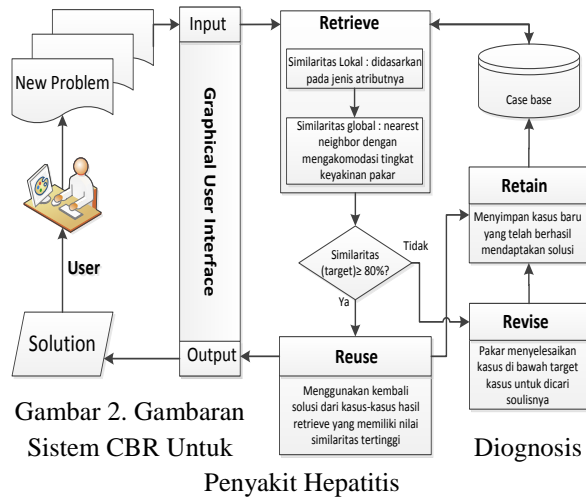 New Problem
User
Solution
Input
Graphical User Interface
Output
Retrieve
Similaritas Lokal : didasarkan
pada jenis atributnya
Similaritas global : nearest
neighbor dengan
mengakomodasi tingkat
keyakinan pakar
Similaritas
(target)≥ 80%?
Tidak
Ya
Reuse
Menggunakan kembali
solusi dari kasus-kasus hasil
retrieve yang memiliki nilai
similaritas tertinggi
Case base
Retain
Menyimpan kasus baru
yang telah berhasil
mendaptakan solusi
Revise
Pakar menyelesaikan
kasus di bawah target
kasus untuk dicari
soulisnya
Gambar 2. Gambaran
Sistem CBR Untuk Diognosis
Penyakit Hepatitis